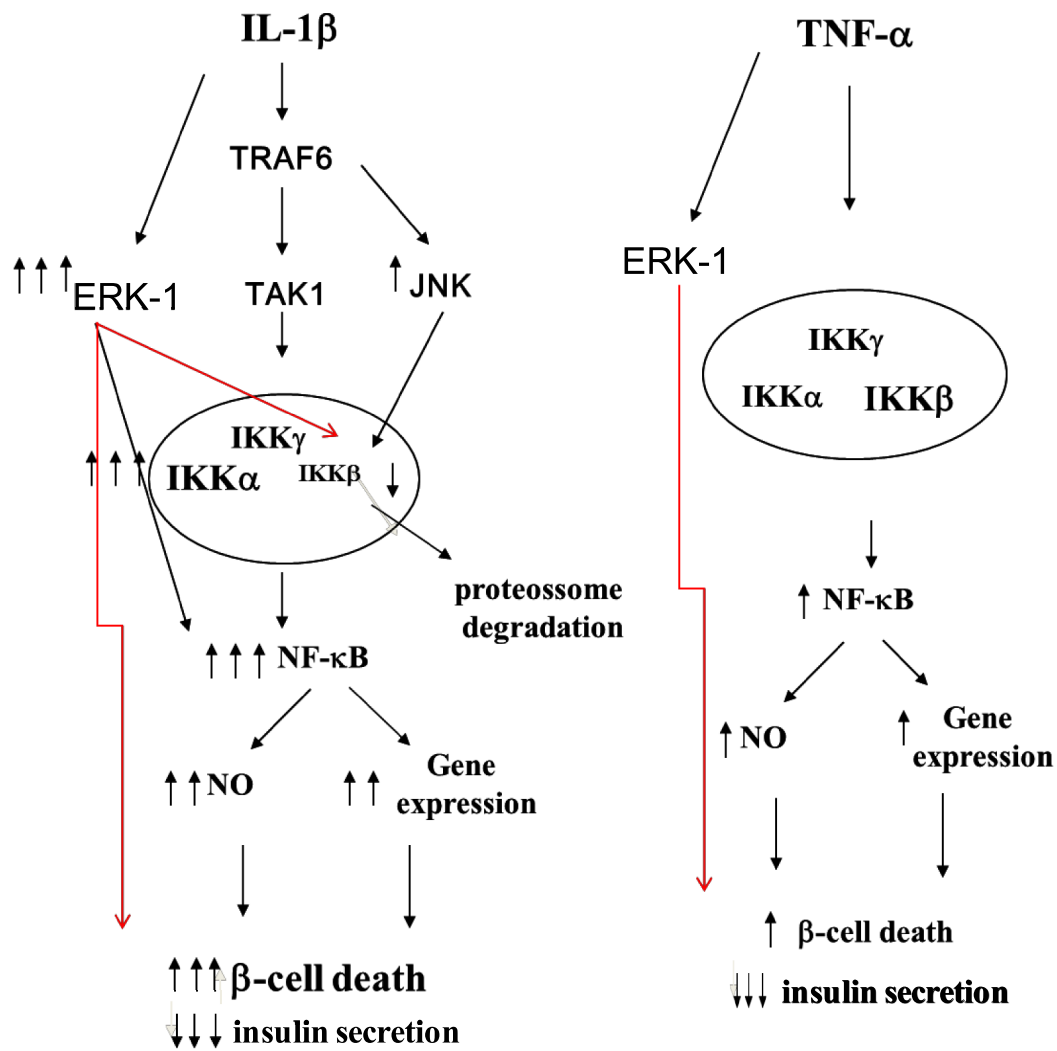 IL-1β
TRAF6
ERK-1
TAK1
JNK
IKKγ
IKKα
IKKβ
proteossome
degradation
NF-κB
NO
Gene
expression
β-cell death
insulin secretion
TNF-α
ERK-1
IKKγ
IKKα
IKKβ
NF-κB
NO
Gene
expression
β-cell death
insulin secretion